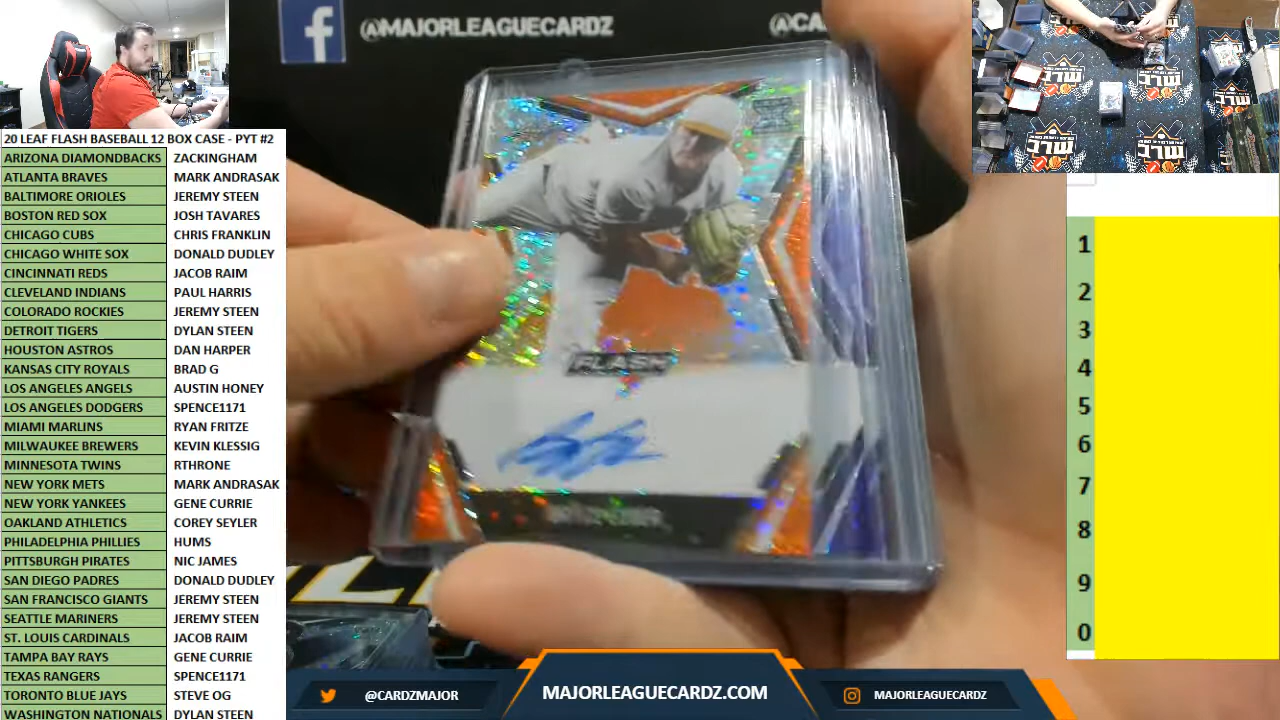 @MAJORLEAGUECARDZ
@CA
20 LEAF FLASH BASEBALL 12 BOX CASE - PYT #2
ARIZONA DIAMONDBACKS ZACKINGHAM
ATLANTA BRAVES MARK ANDRASAK
BALTIMORE ORIOLES JEREMY STEEN
BOSTON RED SOX JOSH TAVARES
CHICAGO CUBS CHRIS FRANKLIN
CHICAGO WHITE SOX DONALD DUDLEY
CINCINNATI REDS JACOB RAIM
CLEVELAND INDIANS PAUL HARRIS
COLORADO ROCKIES JEREMY STEEN
DETROIT TIGERS DYLAN STEEN
HOUSTON ASTROS DAN HARPER
KANSAS CITY ROYALS BRAD G
LOS ANGELES ANGELS AUSTIN HONEY
LOS ANGELES DODGERS SPENCE1171
MIAMI MARLINS RYAN FRITZE
MILWAUKEE BREWERS KEVIN KLESSIG
MINNESOTA TWINS RTHRONE
NEW YORK METS MARK ANDRASAK
NEW YORK YANKEES GENE CURRIE
OAKLAND ATHLETICS COREY SEYLER
PHILADELPHIA PHILLIES HUMS
PITTSBURGH PIRATES NIC JAMES
SAN DIEGO PADRES DONALD DUDLEY
SAN FRANCISCO GIANTS JEREMY STEEN
SEATTLE MARINERS JEREMY STEEN
ST. LOUIS CARDINALS JACOB RAIM
TAMPA BAY RAYS GENE CURRIE
TEXAS RANGERS SPENCE1171
TORONTO BLUE JAYS STEVE OG
WASHINGTON NATIONALS DYLAN STEEN
FLASH
1
2
3
4
5
6
7
8
9
0
@CARDZMAJOR
MAJORLEAGUECARDZ.COM
MAJORLEAGUECARDZ